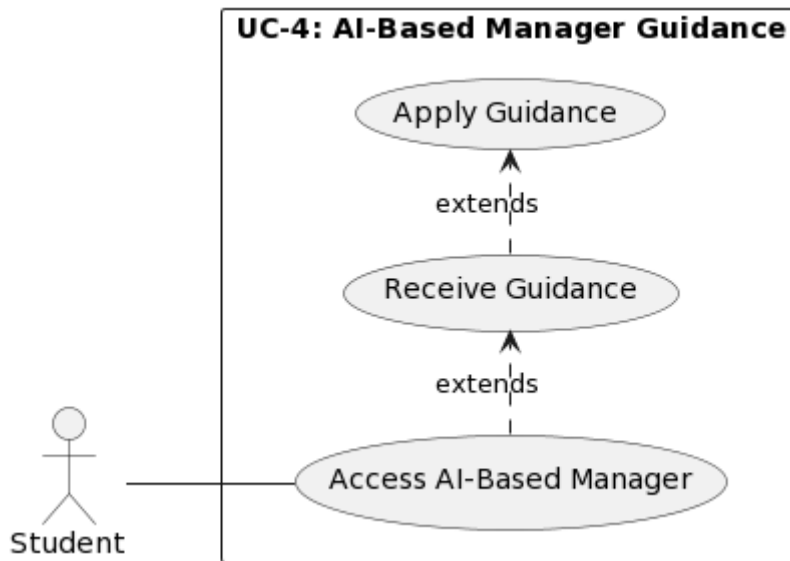 UC-4: AI-Based Manager Guidance
Apply Guidance
extends
Receive Guidance
extends
Access AI-Based Manager
Student